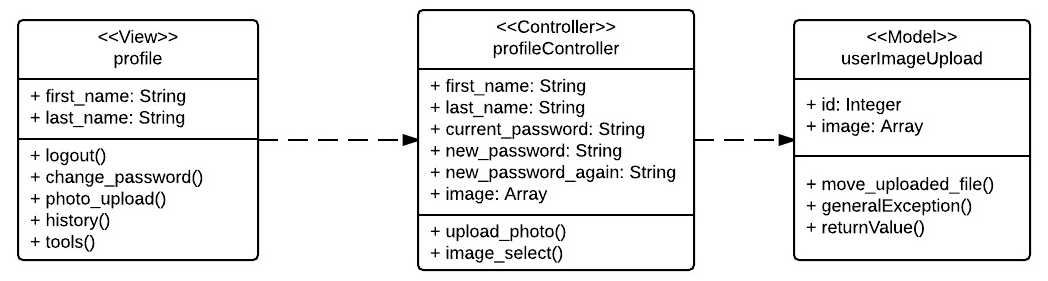 <<View>>
profile
+ first_name: String
+ last_name: String
+ logout()
+ change_password()
+ photo_upload()
+ history()
+ tools()
<<Controller>>
profileController
+ first_name: String
+ last_name: String
+ current_password: String
+ new_password: String
+ new_password_again: String
+ image: Array
+ upload_photo()
+ image_select()
<<Model>>
userImageUpload
+ id: Integer
+ image: Array
+ move_uploaded_file()
+ generalException()
+ returnValue()